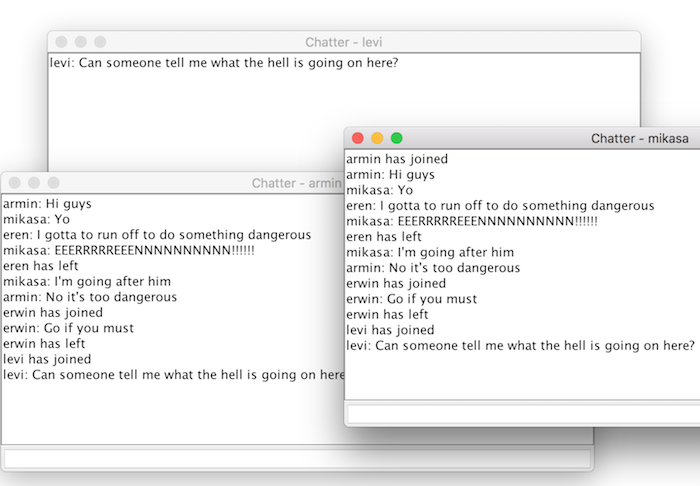 Chatter - levi
levi: Can someone tell me what the hell is going on here?
Chatter - armin
armin: Hi guys
mikasa: Yo
eren: I gotta to run off to do something dangerous
mikasa: EEERRRRREEENNNNNNNNNN!!!!!!
eren has left
mikasa: I'm going after him
armin: No it's too dangerous
erwin has joined
erwin: Go if you must
erwin has left
levi has joined
levi: Can someone tell me what the hell is going on here
Chatter - mikasa
armin has joined
armin: Hi guys
mikasa: Yo
eren: I gotta to run off to do something dangerous
mikasa: EEERRRRREEENNNNNNNNNN!!!!!!
eren has left
mikasa: I'm going after him
armin: No it's too dangerous
erwin has joined
erwin: Go if you must
erwin has left
levi has joined
levi: Can someone tell me what the hell is going on here?